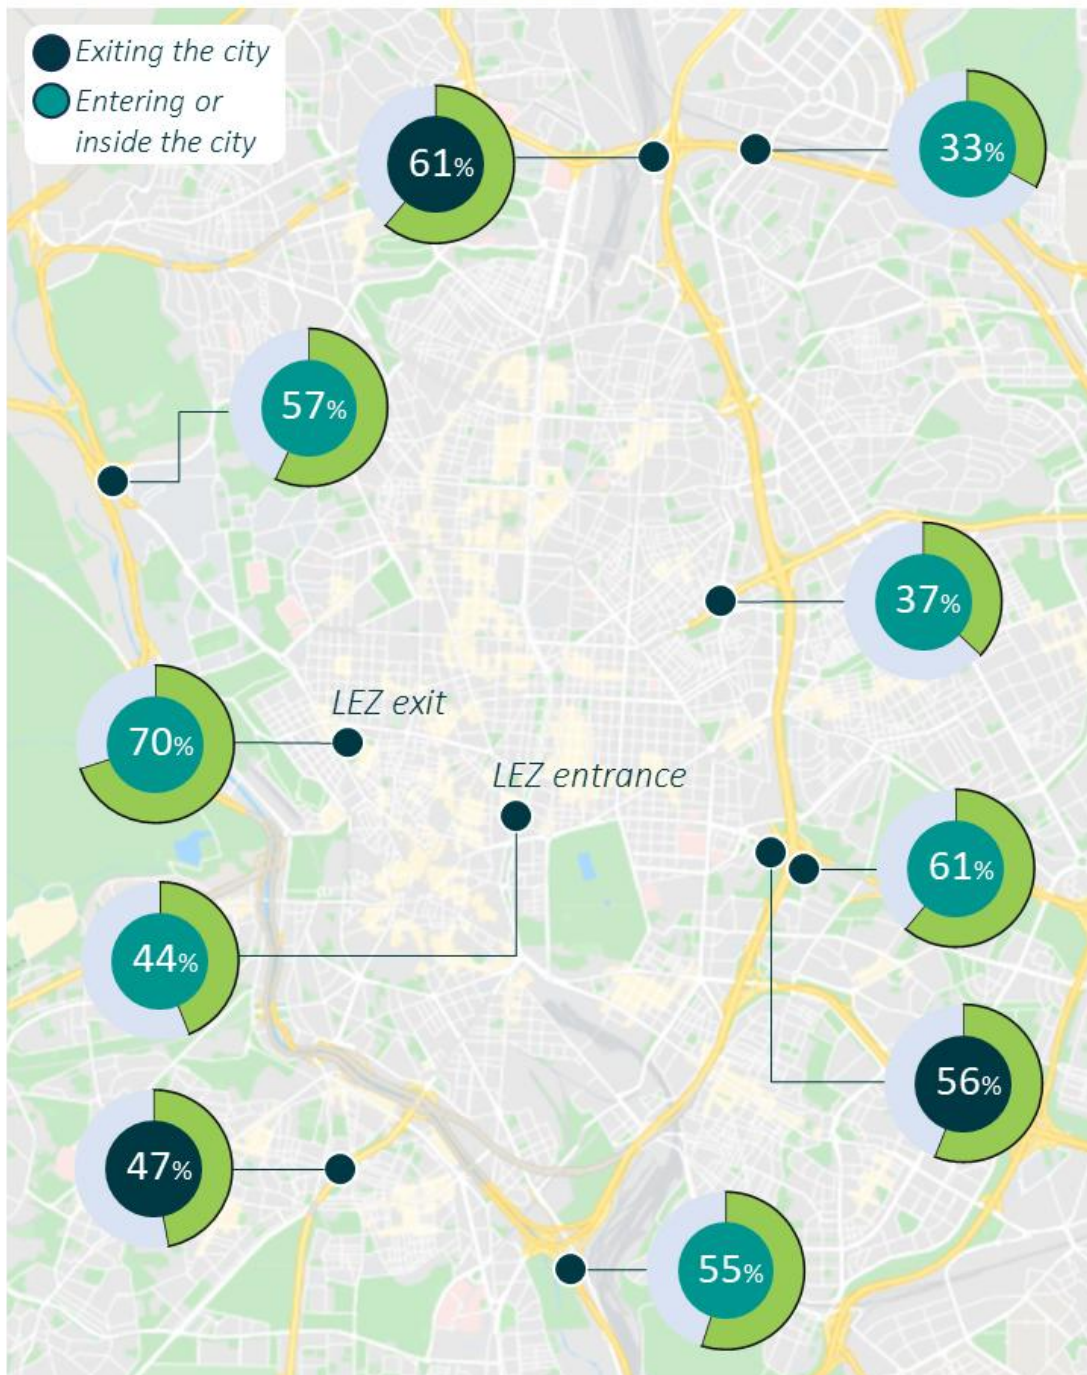 Exiting the city
Entering or
inside the city
61%
33%
57%
37%
LEZ exit
70%
LEZ entrance
61%
44%
56%
47%
55%